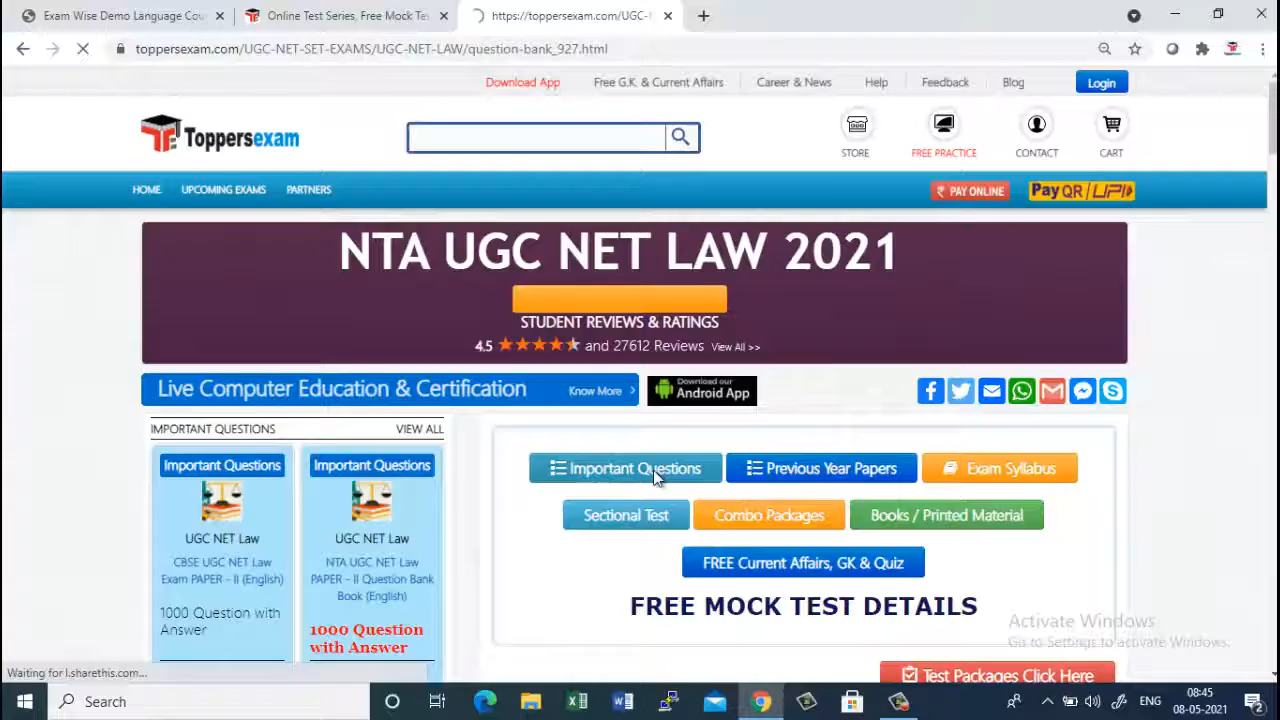 Exam Wise Demo Language Cou
Online Test Series, Free Mock Tes
https://toppersexam.com/UGC-N
toppersexam.com/UGC-NET-SET-EXAMS/UGC-NET-LAW/question-bank_927.html
Download App
Free G.K. & Current Affairs
Career & News
Help
Feedback
Blog
Login
Toppersexam
STORE
FREE PRACTICE
CONTACT
CART
HOME
UPCOMING EXAMS
PARTNERS
₹ PAY ONLINE
Pay QR UPI
NTA UGC NET LAW 2021
STUDENT REVIEWS & RATINGS
4.5 and 27612 Reviews View All >>
Live Computer Education & Certification
Know More
Download our
Android App
IMPORTANT QUESTIONS
VIEW ALL
Important Questions
UGC NET Law
CBSE UGC NET Law
Exam PAPER - II (English)
1000 Question with
Answer
Important Questions
UGC NET Law
NTA UGC NET Law
PAPER - II Question Bank
Book (English)
1000 Question
with Answer
Important Questions
Previous Year Papers
Exam Syllabus
Sectional Test
Combo Packages
Books / Printed Material
FREE Current Affairs, GK & Quiz
FREE MOCK TEST DETAILS
Test Packages Click Here
Activate Windows
Go to Settings to activate Windows.
Waiting for l.sharethis.com...
Search
ENG
08:45
08-05-2021
2